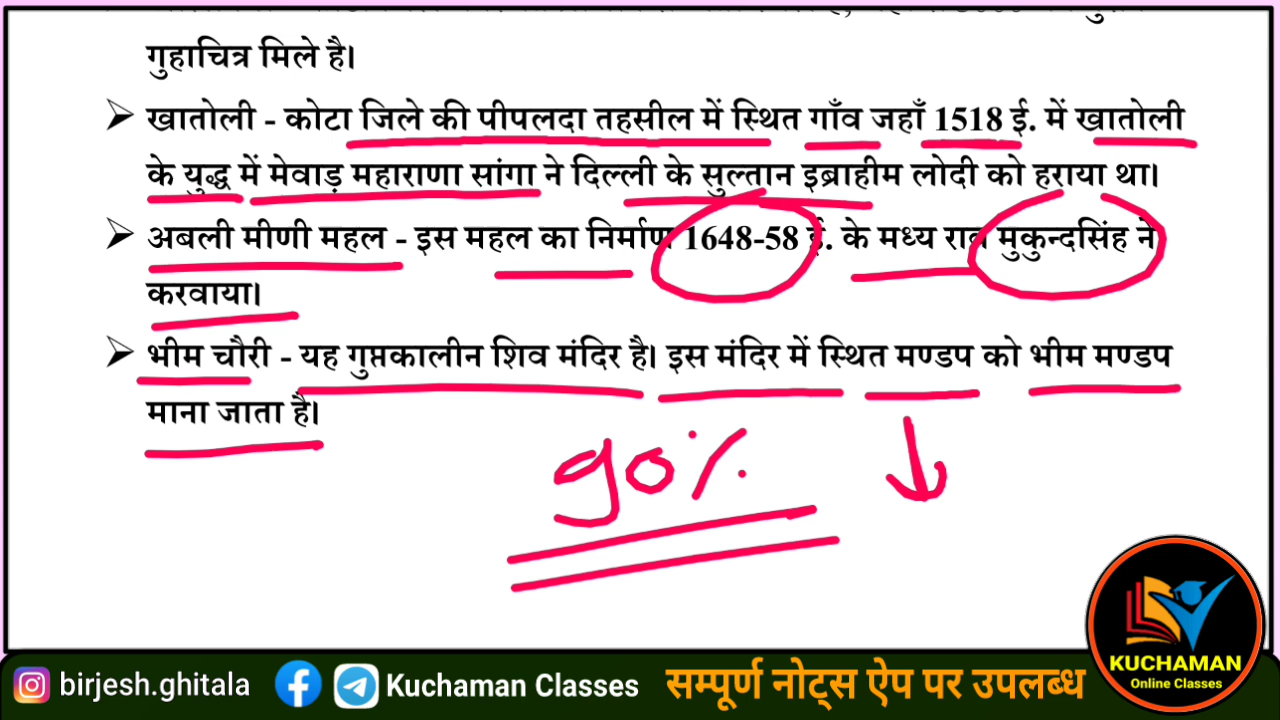 गुहाचित्र मिले है।
➢ खातोली - कोटा जिले की पीपलदा तहसील में स्थित गाँव जहाँ 1518 ई. में खातोली
के युद्ध में मेवाड़ महाराणा सांगा ने दिल्ली के सुल्तान इब्राहीम लोदी को हराया था।
➢ अबली मीणी महल - इस महल का निर्माण 1648-58 ई. के मध्य राव मुकुन्दसिंह ने
करवाया।
➢ भीम चौरी - यह गुप्तकालीन शिव मंदिर है। इस मंदिर में स्थित मण्डप को भीम मण्डप
माना जाता है।
90%
KUCHAMAN
Online Classes
birjesh.ghitala Kuchaman Classes सम्पूर्ण नोट्स ऐप पर उपलब्ध